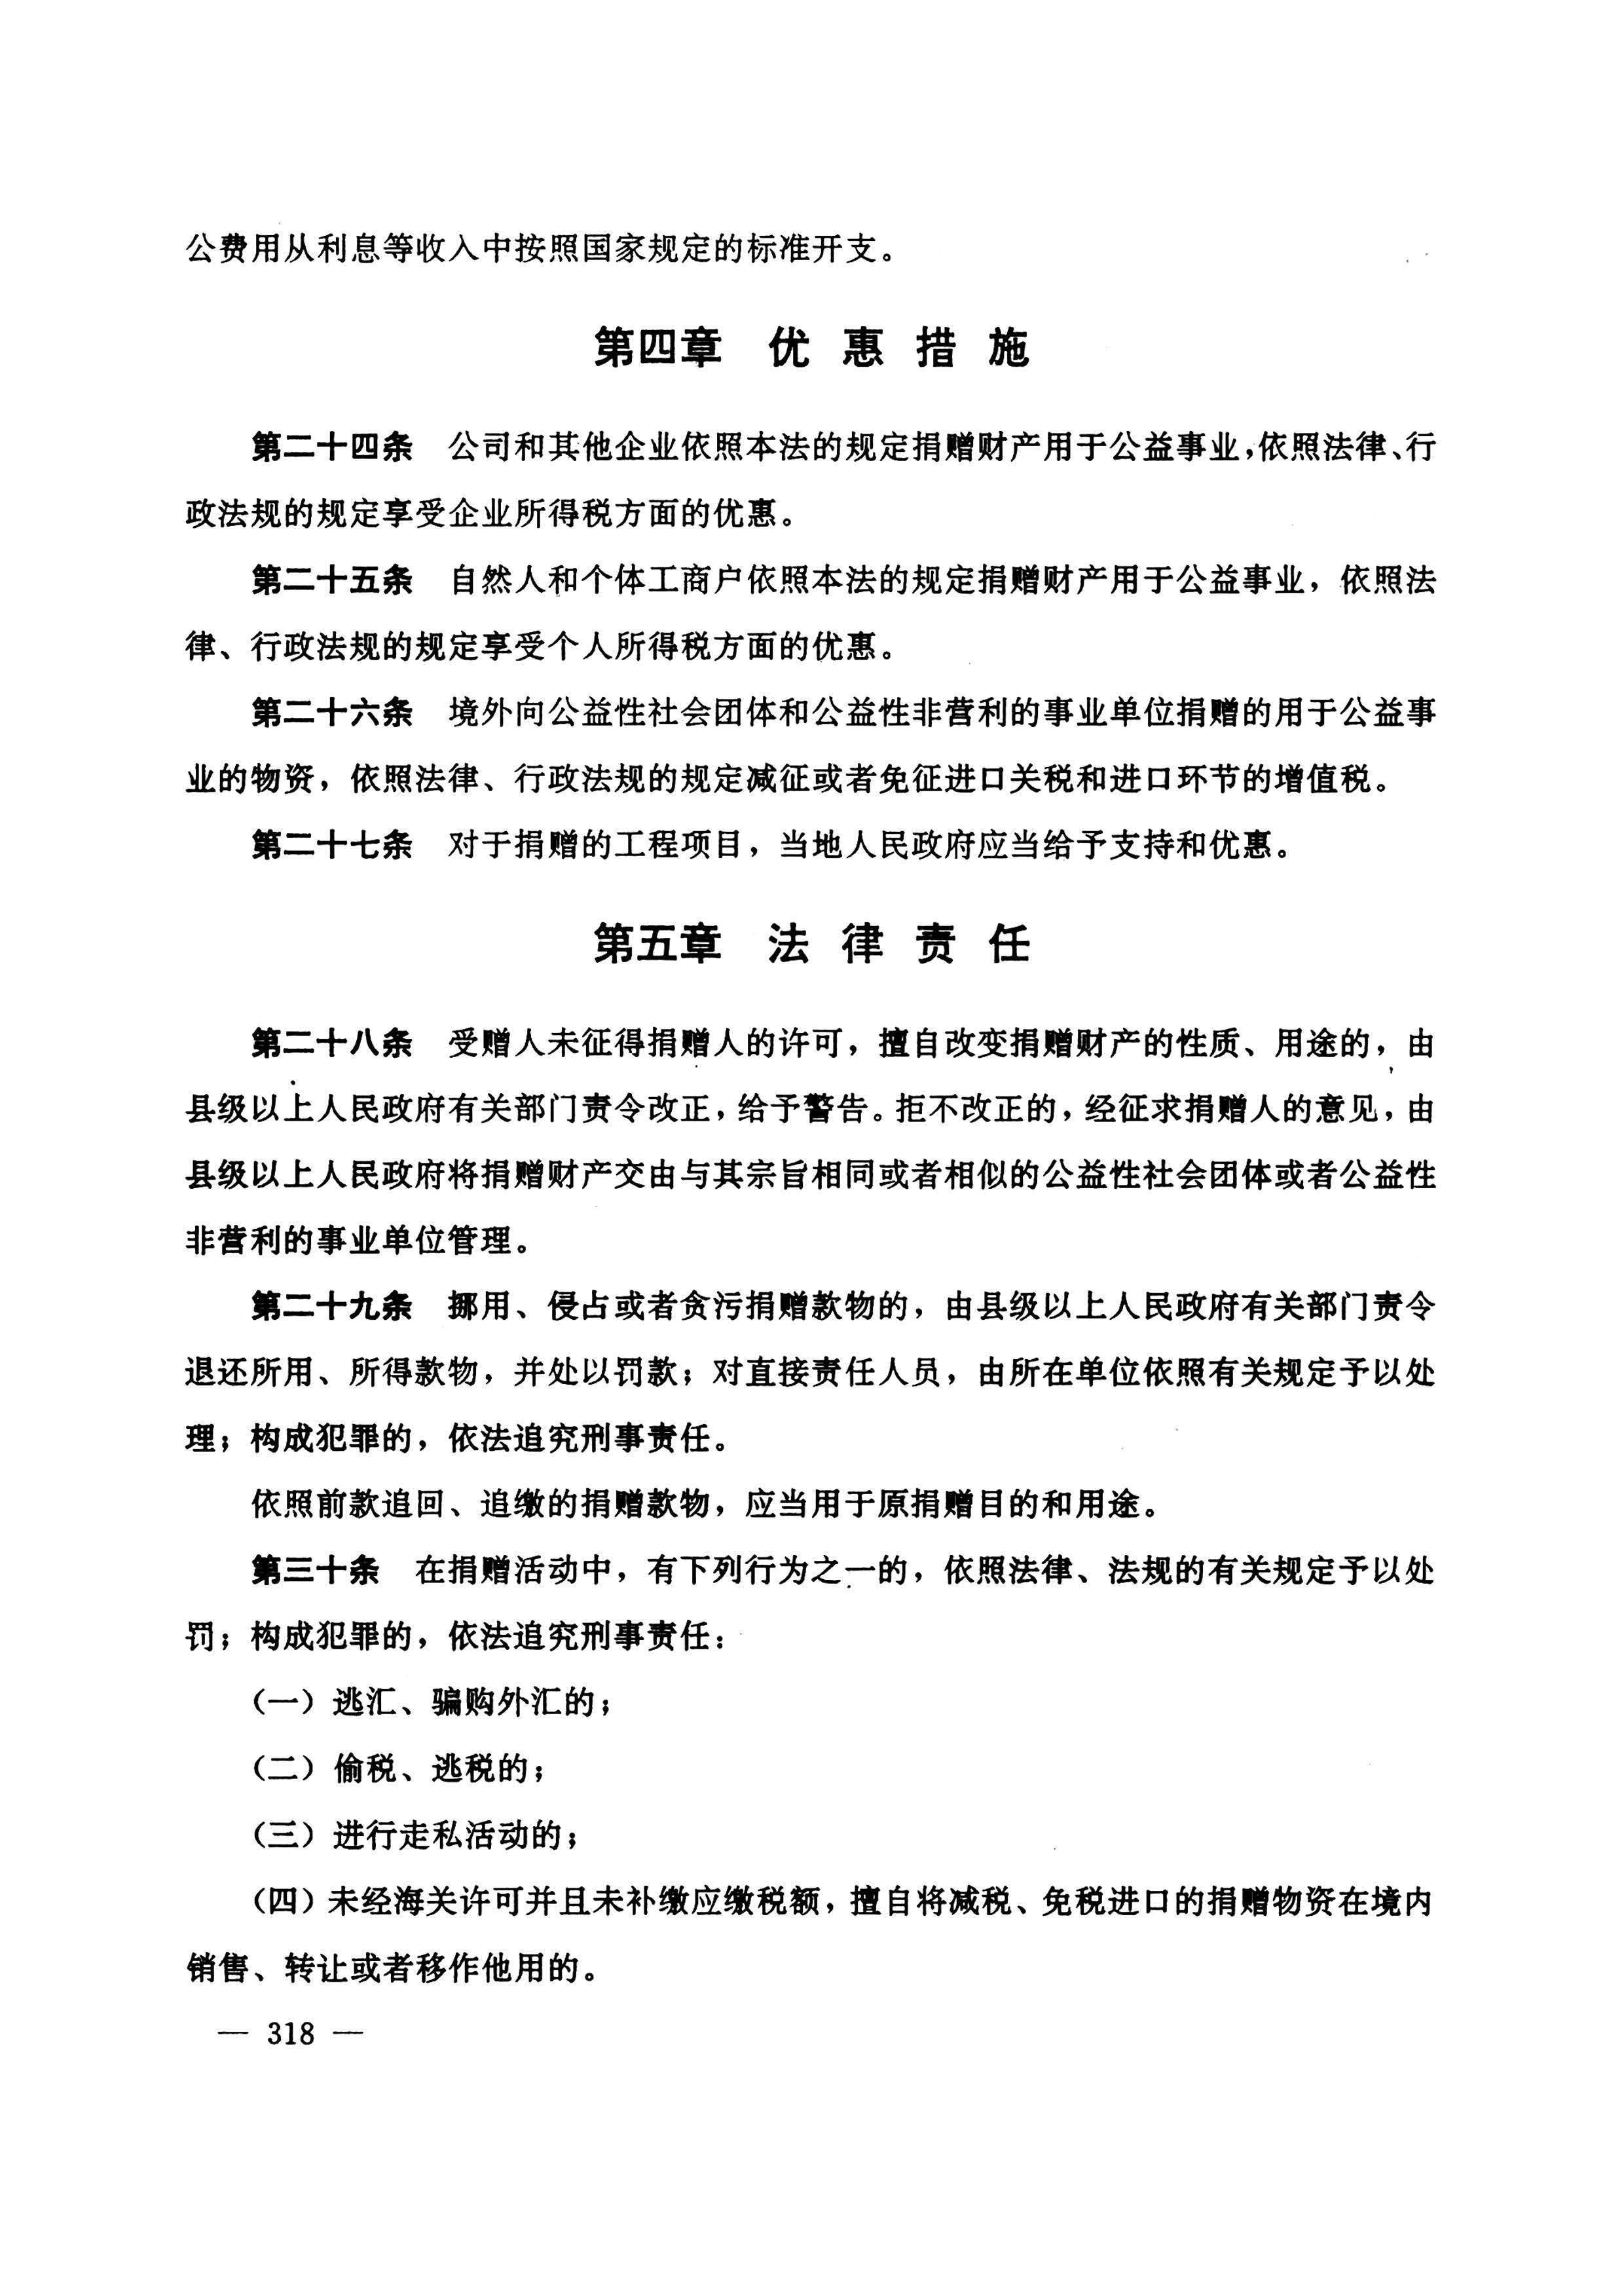 公费用从利息等收入中按照国家规定的标准开支。
第四章 优 惠 措 施
第二十四条 公司和其他企业依照本法的规定捐赠财产用于公益事业,依照法律、行
政法规的规定享受企业所得税方面的优惠。
第二十五条 自然人和个体工商户依照本法的规定捐赠财产用于公益事业，依照法
律、行政法规的规定享受个人所得税方面的优惠。
第二十六条 境外向公益性社会团体和公益性非营利的事业单位捐赠的用于公益事
业的物资，依照法律、行政法规的规定减征或者免征进口关税和进口环节的增值税。
第二十七条 对于捐赠的工程项目，当地人民政府应当给予支持和优惠。
第五章 法 律 责 任
第二十八条 受赠人未征得捐赠人的许可，擅自改变捐赠财产的性质、用途的，由
县级以上人民政府有关部门责令改正，给予警告。拒不改正的，经征求捐赠人的意见，由
县级以上人民政府将捐赠财产交由与其宗旨相同或者相似的公益性社会团体或者公益性
非营利的事业单位管理。
第二十九条 挪用、侵占或者贪污捐赠款物的，由县级以上人民政府有关部门责令
退还所用、所得款物，并处以罚款；对直接责任人员，由所在单位依照有关规定予以处
理；构成犯罪的，依法追究刑事责任。
依照前款追回、追缴的捐赠款物，应当用于原捐赠目的和用途。
第三十条 在捐赠活动中，有下列行为之一的，依照法律、法规的有关规定予以处
罚；构成犯罪的，依法追究刑事责任：
（一）逃汇、骗购外汇的；
（二）偷税、逃税的；
（三）进行走私活动的；
（四）未经海关许可并且未补缴应缴税额，擅自将减税、免税进口的捐赠物资在境内
销售、转让或者移作他用的。
— 318 —